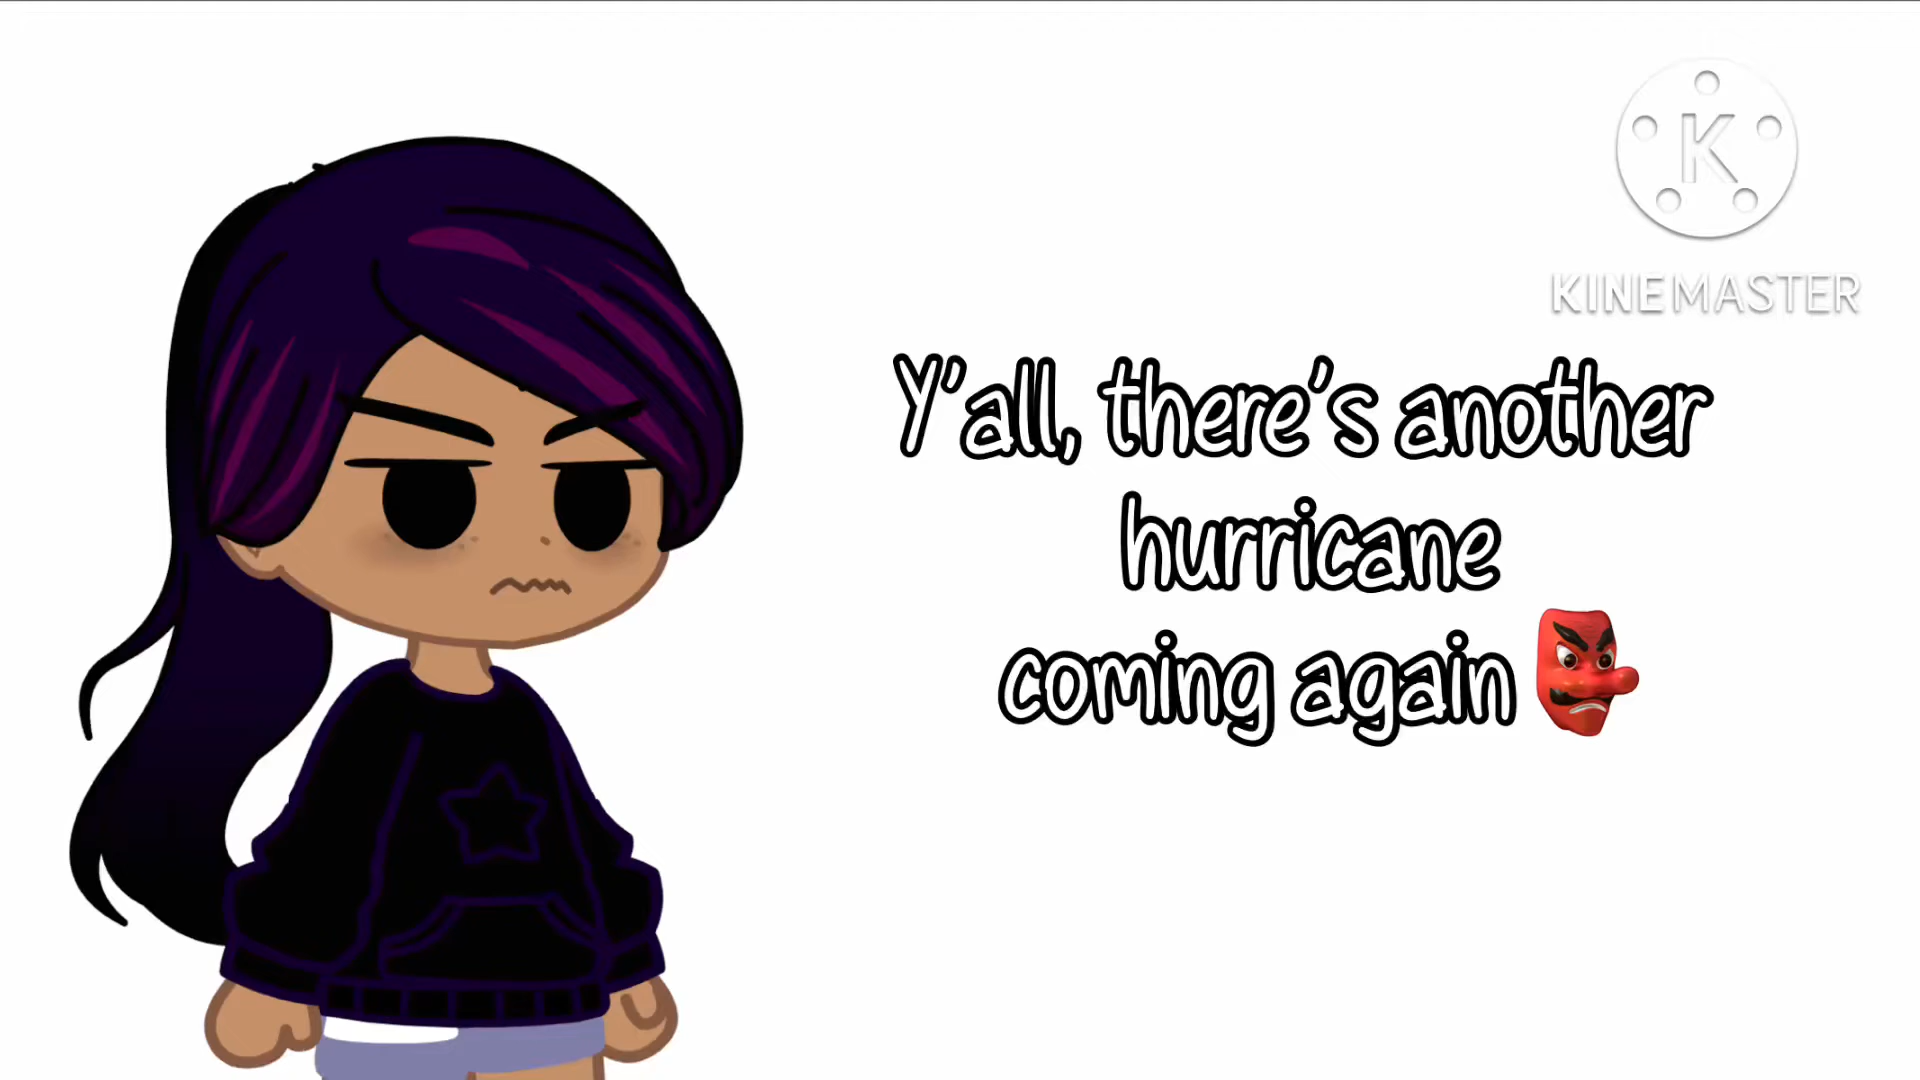 K
KINEMASTER
Y'all, there's another
hurricane
coming again👺